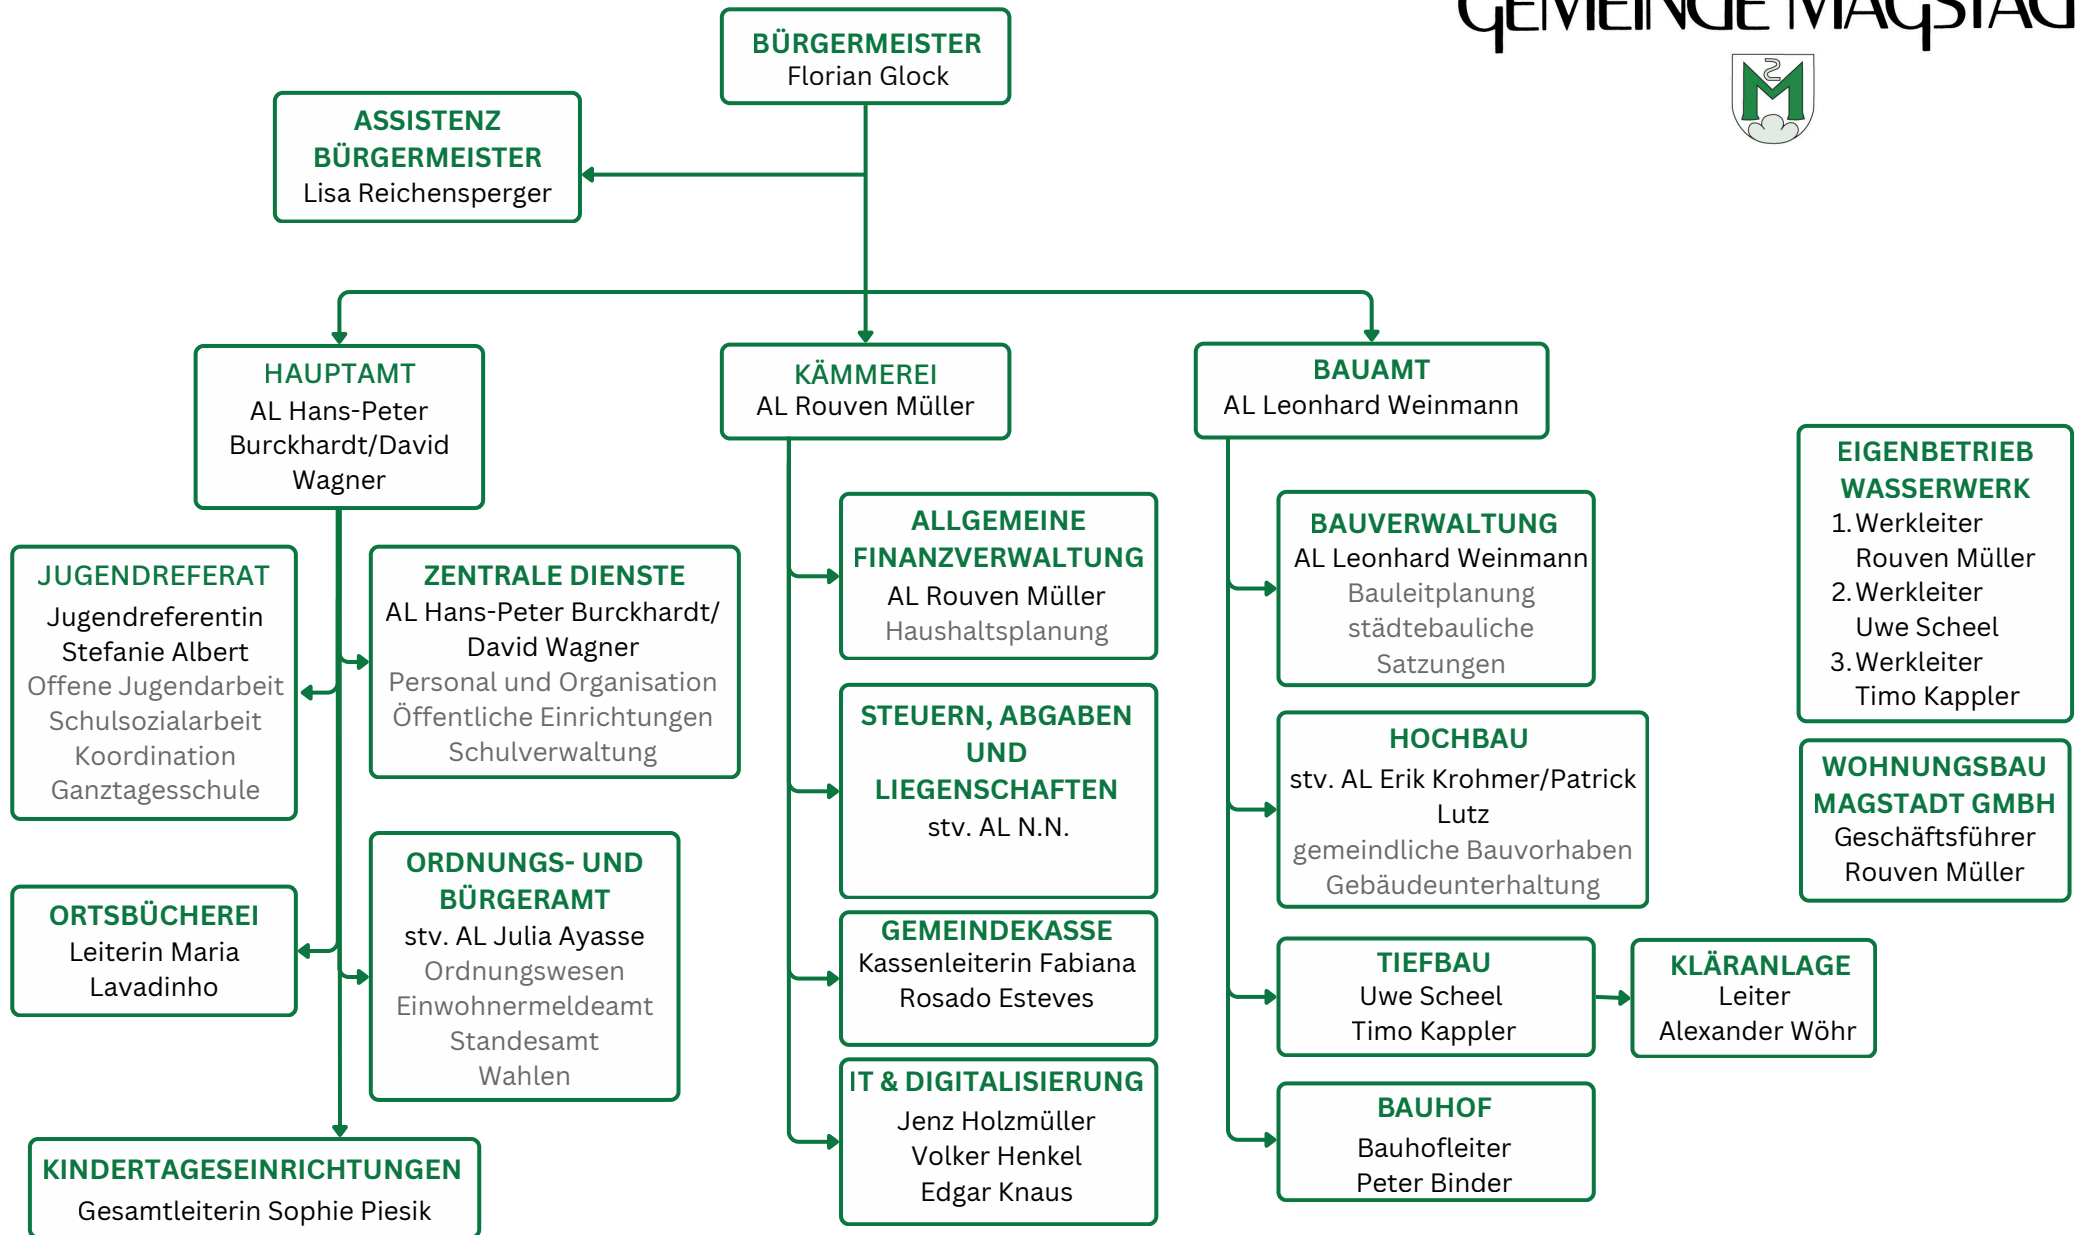 GEMEINDE MAGSTAD
BÜRGERMEISTER
Florian Glock
ASSISTENZ
BÜRGERMEISTER
Lisa Reichensperger
HAUPTAMT
AL Hans-Peter
Burckhardt/David
Wagner
JUGENDREFERAT
Jugendreferentin
Stefanie Albert
Offene Jugendarbeit
Schulsozialarbeit
Koordination
Ganztagesschule
ZENTRALE DIENSTE
AL Hans-Peter Burckhardt/
David Wagner
Personal und Organisation
Öffentliche Einrichtungen
Schulverwaltung
ORTSBÜCHEREI
Leiterin Maria
Lavadinho
ORDNUNGS- UND
BÜRGERAMT
stv. AL Julia Ayasse
Ordnungswesen
Einwohnermeldeamt
Standesamt
Wahlen
KINDERTAGESEINRICHTUNGEN
Gesamtleiterin Sophie Piesik
KÄMMEREI
AL Rouven Müller
ALLGEMEINE
FINANZVERWALTUNG
AL Rouven Müller
Haushaltsplanung
STEUERN, ABGABEN
UND
LIEGENSCHAFTEN
stv. AL N.N.
GEMEINDEKASSE
Kassenleiterin Fabiana
Rosado Esteves
IT & DIGITALISIERUNG
Jenz Holzmüller
Volker Henkel
Edgar Knaus
BAUAMT
AL Leonhard Weinmann
BAUVERWALTUNG
AL Leonhard Weinmann
Bauleitplanung
städtebauliche
Satzungen
HOCHBAU
stv. AL Erik Krohmer/Patrick
Lutz
gemeindliche Bauvorhaben
Gebäudeunterhaltung
TIEFBAU
Uwe Scheel
Timo Kappler
KLÄRANLAGE
Leiter
Alexander Wöhr
BAUHOF
Bauhofleiter
Peter Binder
EIGENBETRIEB
WASSERWERK
1. Werkleiter
Rouven Müller
2. Werkleiter
Uwe Scheel
3. Werkleiter
Timo Kappler
WOHNUNGSBAU
MAGSTADT GMBH
Geschäftsführer
Rouven Müller